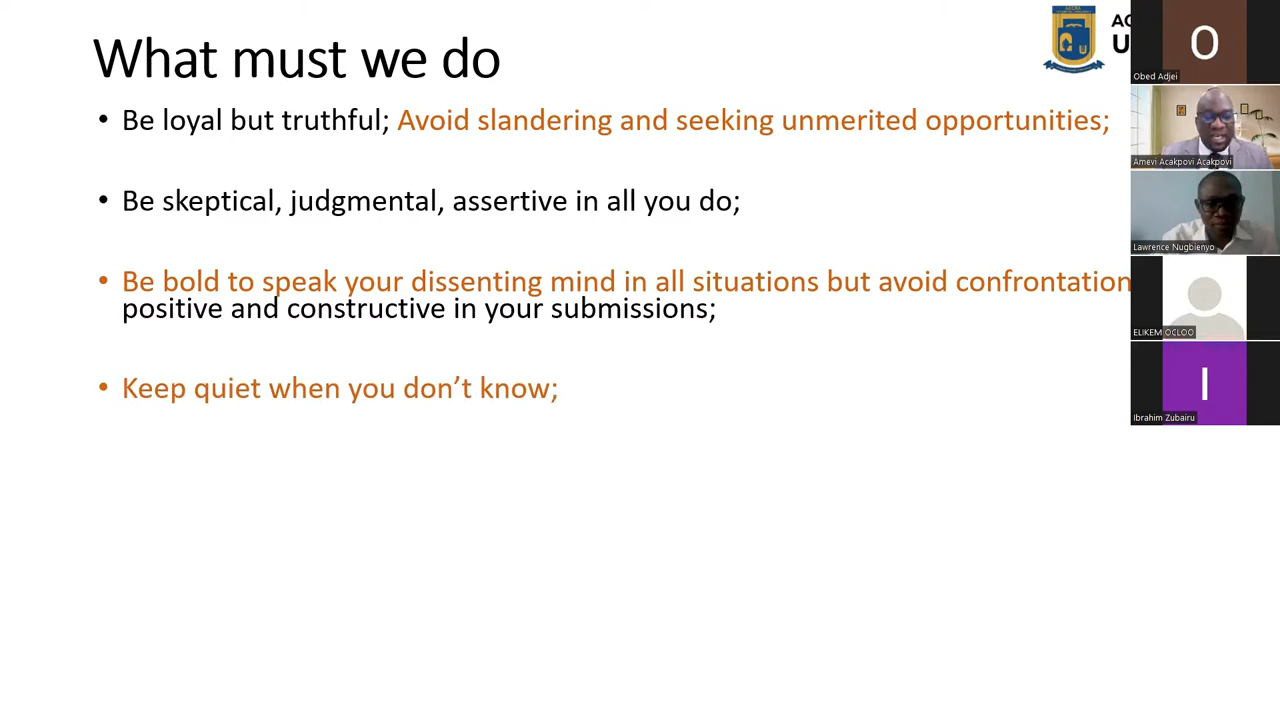 What must we do
• Be loyal but truthful; Avoid slandering and seeking unmerited opportunities;
• Be skeptical, judgmental, assertive in all you do;
• Be bold to speak your dissenting mind in all situations but avoid confrontation
positive and constructive in your submissions;
• Keep quiet when you don’t know;
O
Obed Adjei
Amevi Acakpovi Acakpovi
Lawrence Nugbienyo
ELIKEM OCLOO
I
Ibrahim Zubairu